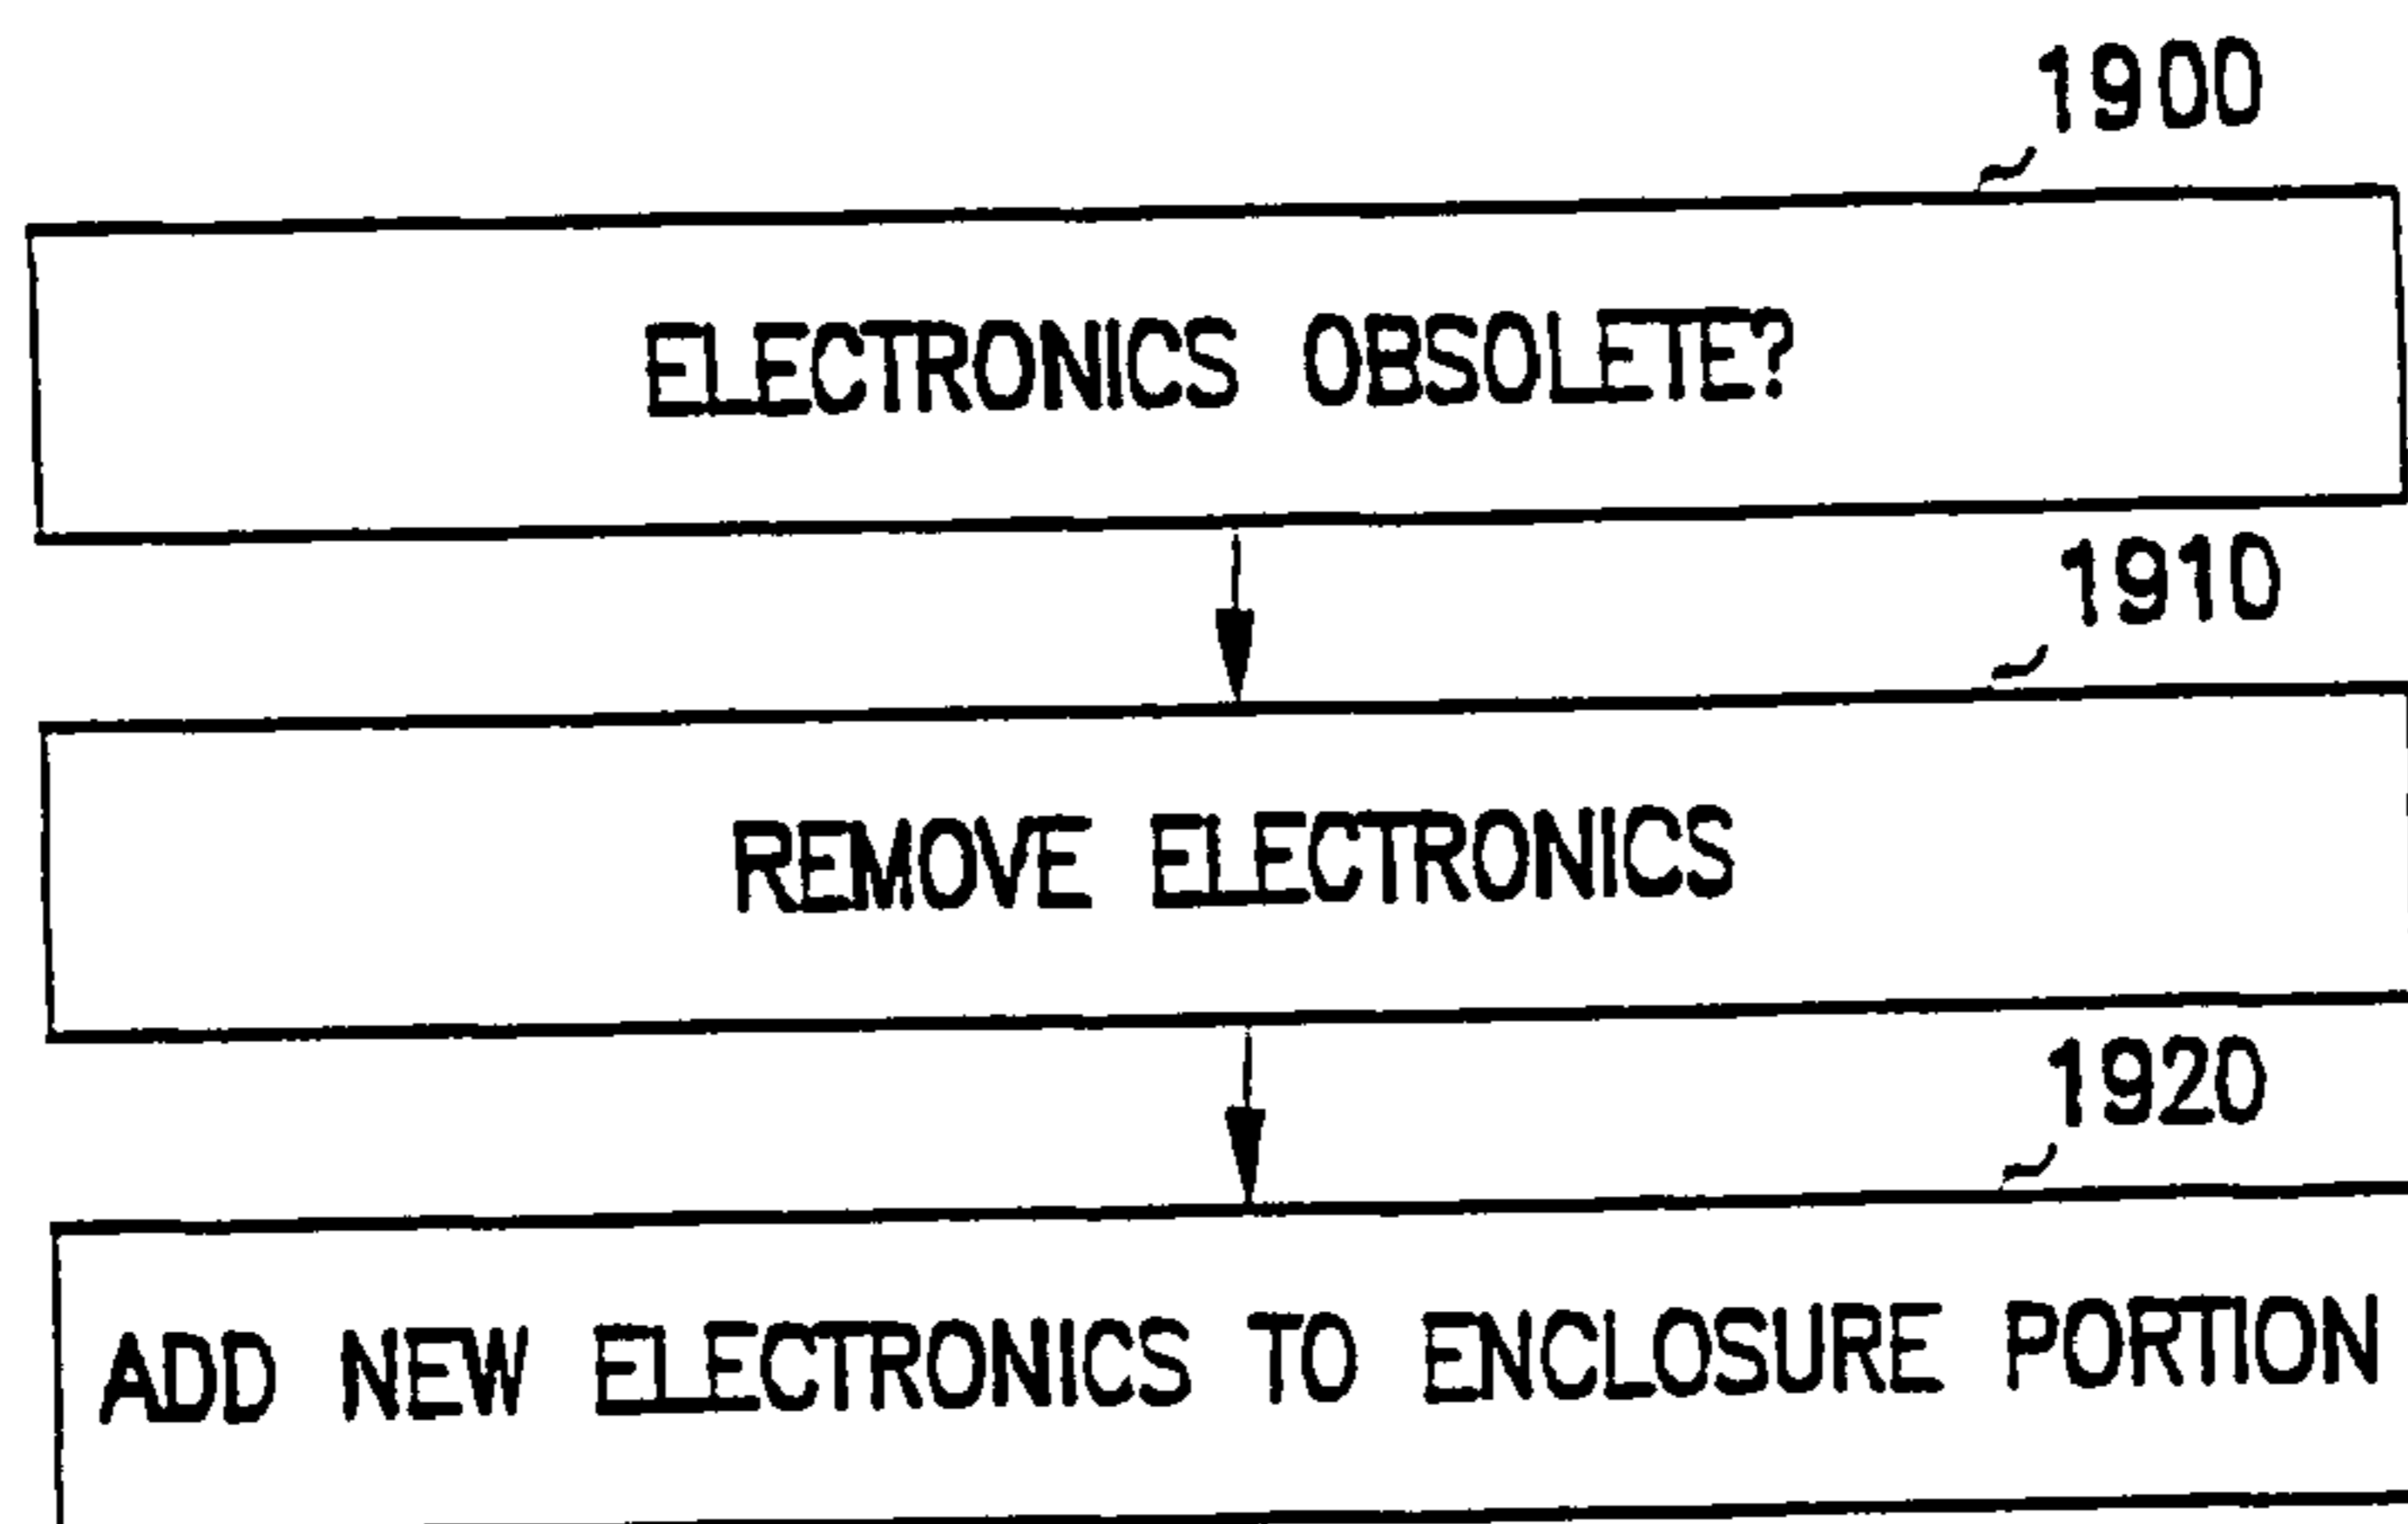 1900
ELECTRONICS OBSOLETE?
1910
REMOVE ELECTRONICS
1920
ADD NEW ELECTRONICS TO ENCLOSURE PORTION